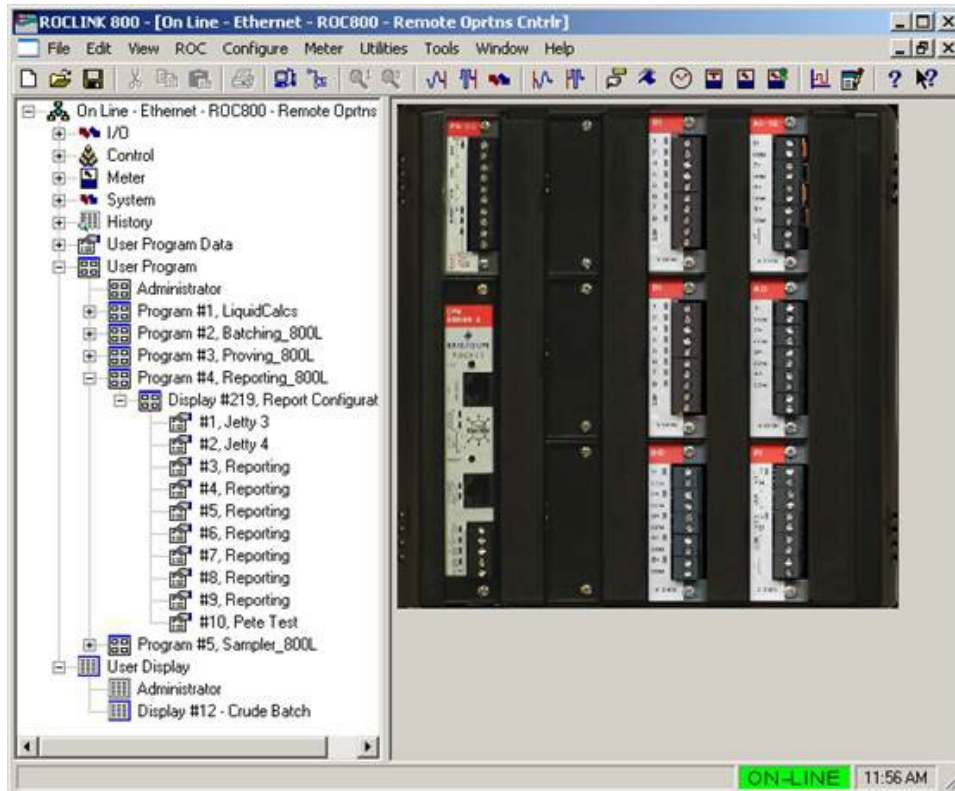 ROCLINK 800 - [On Line - Ethernet - ROC800 - Remote Oprtns Cntrlr]
File Edit View ROC Configure Meter Utilities Tools Window Help
On Line - Ethernet - ROC800 - Remote Oprtns
I/O
Control
Meter
System
History
User Program Data
User Program
Administrator
Program #1, LiquidCalcs
Program #2, Batching_800L
Program #3, Proving_800L
Program #4, Reporting_800L
Display #219, Report Configurat
#1, Jetty 3
#2, Jetty 4
#3, Reporting
#4, Reporting
#5, Reporting
#6, Reporting
#7, Reporting
#8, Reporting
#9, Reporting
#10, Pete Test
Program #5, Sampler_800L
User Display
Administrator
Display #12 - Crude Batch
ON-LINE 11:56 AM